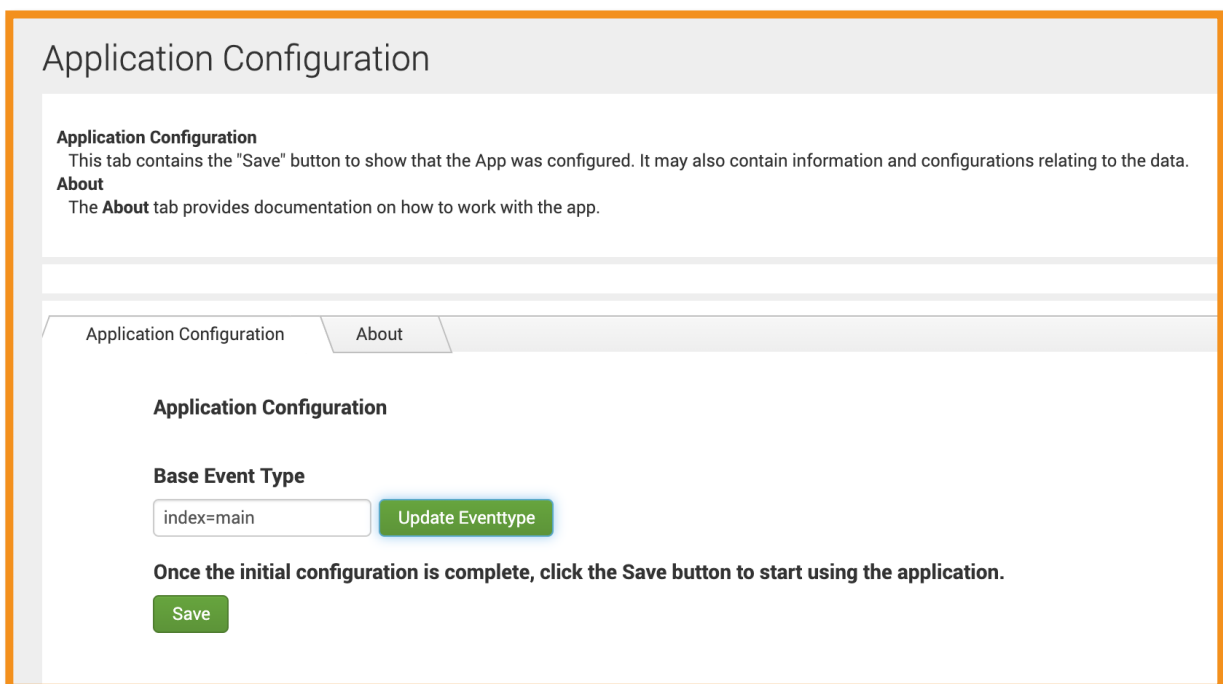 Application Configuration
Application Configuration
This tab contains the "Save" button to show that the App was configured. It may also contain information and configurations relating to the data.
About
The About tab provides documentation on how to work with the app.
Application Configuration
About
Application Configuration
Base Event Type
index=main
Update Eventtype
Once the initial configuration is complete, click the Save button to start using the application.
Save